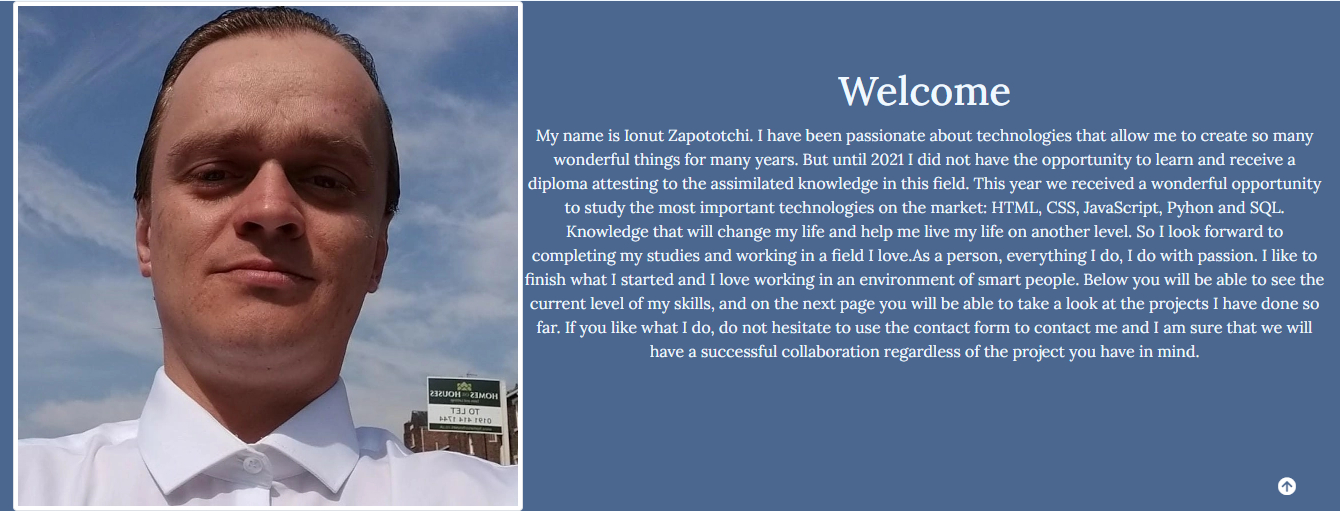 Welcome
My name is Ionut Zapototchi. I have been passionate about technologies that allow me to create so many
wonderful things for many years. But until 2021 I did not have the opportunity to learn and receive a
diploma attesting to the assimilated knowledge in this field. This year we received a wonderful opportunity
to study the most important technologies on the market: HTML, CSS, JavaScript, Pyhon and SQL.
Knowledge that will change my life and help me live my life on another level. So I look forward to
completing my studies and working in a field I love.As a person, everything I do, I do with passion. I like to
finish what I started and I love working in an environment of smart people. Below you will be able to see the
current level of my skills, and on the next page you will be able to take a look at the projects I have done so
far. If you like what I do, do not hesitate to use the contact form to contact me and I am sure that we will
have a successful collaboration regardless of the project you have in mind.
HOMES HOUSES
TO LET
0191 414 1744